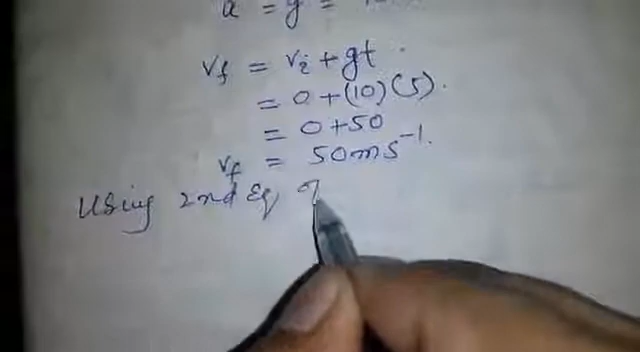 a = g =
vf = vi + gt .
= 0 + (10) (5) .
= 0 + 50
vf = 50ms⁻¹.
Using 2nd Eq o